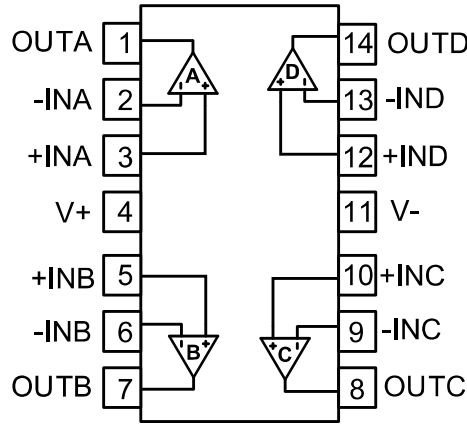 OUTA 1 14 OUTD
A D
-INA 2 - + + - 13 -IND
+INA 3 12 +IND
V+ 4 11 V-
+INB 5 10 +INC
-INB 6 - + + - 9 -INC
B C
OUTB 7 8 OUTC